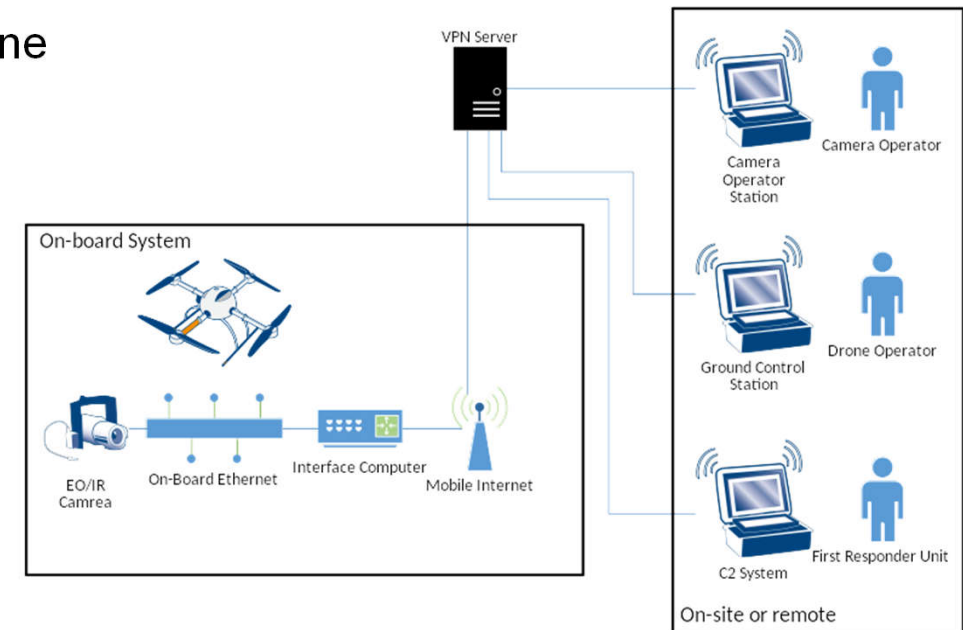 ne
VPN Server
Camera Operator
Camera
Operator
Station
On-board System
Drone Operator
Ground Control
Station
EO/IR
Camrea
On-Board Ethernet
Interface Computer
Mobile Internet
First Responder Unit
C2 System
On-site or remote